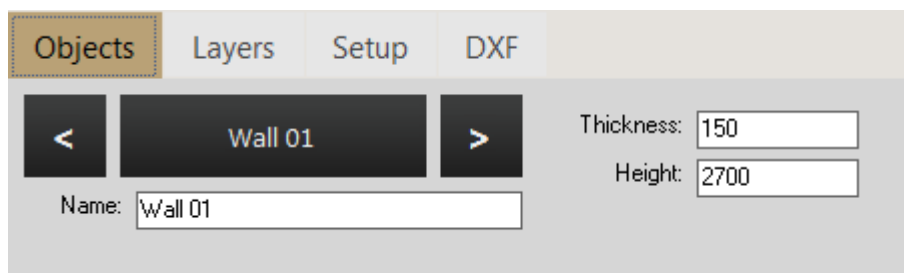 Objects Layers Setup DXF
< Wall 01 > Thickness: 150
Height: 2700
Name: Wall 01